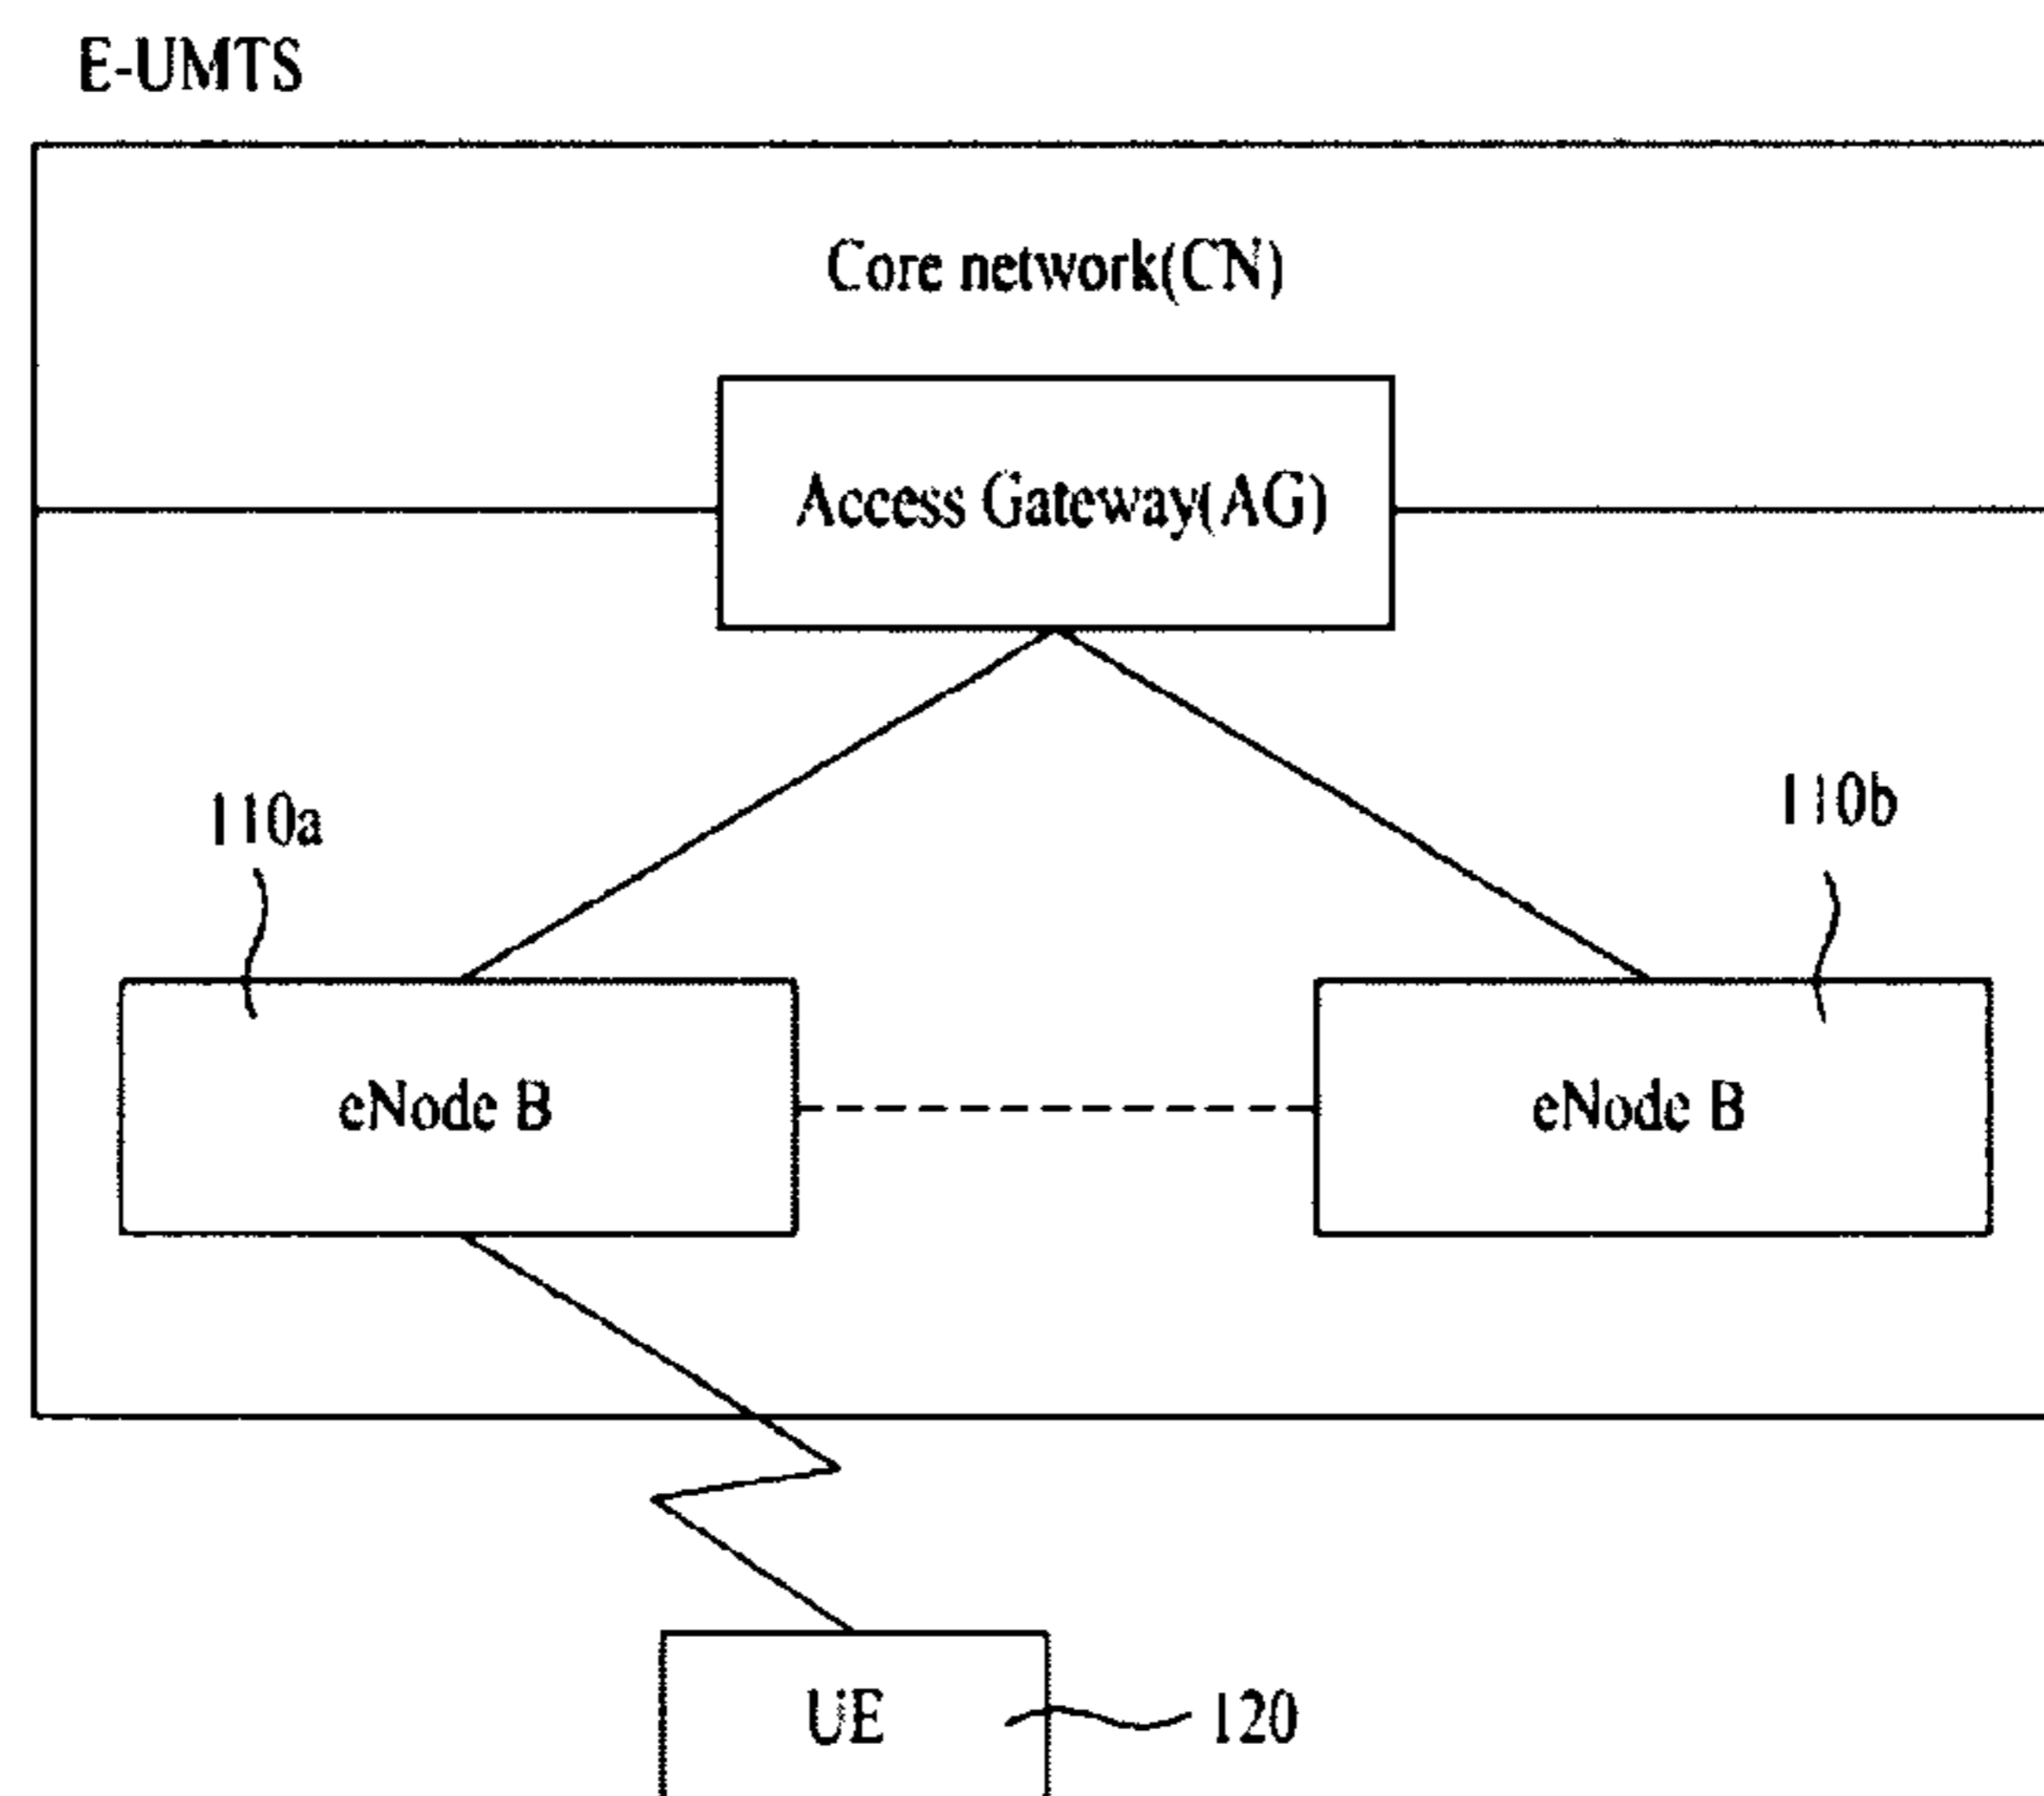 E-UMTS
Core network(CN)
Access Gateway(AG)
110a
110b
eNode B
eNode B
UE
120